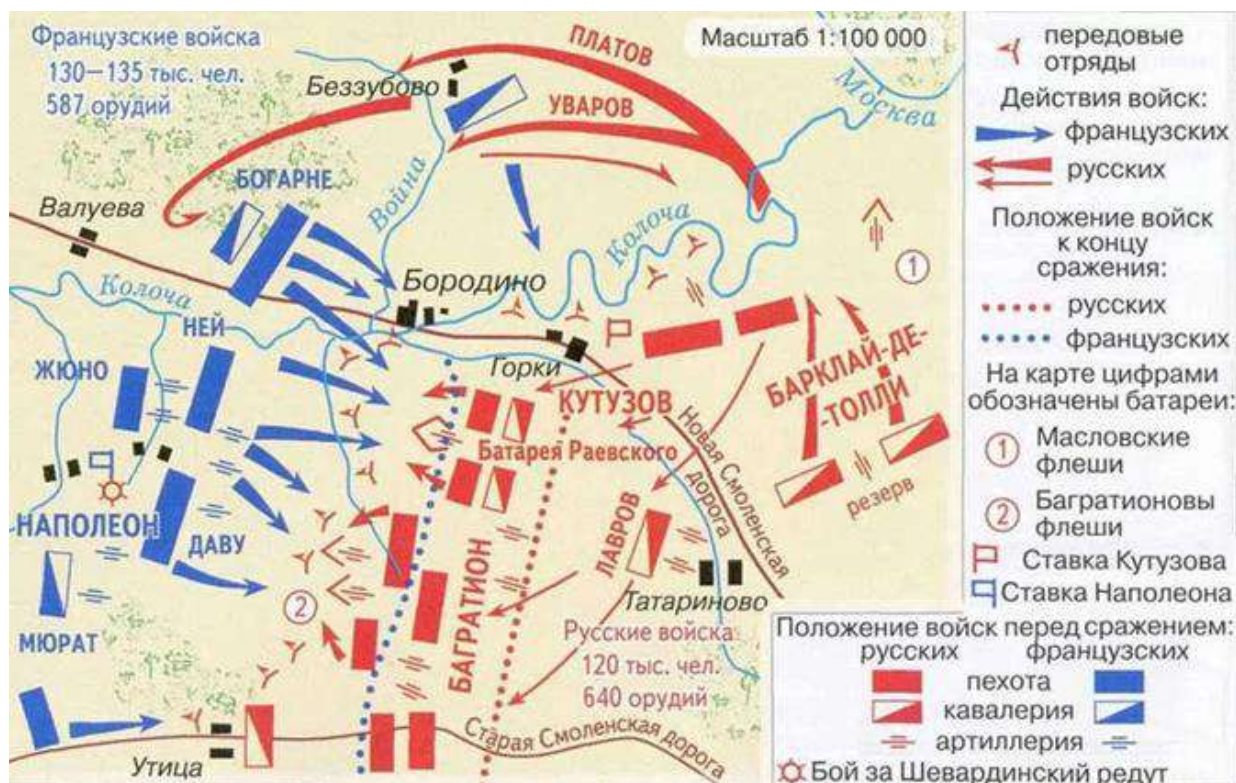 Французские войска
130–135 тыс. чел.
587 орудий
Беззубово
ПЛАТОВ
УВАРОВ
Масштаб 1:100 000
Москва
БОГАРНЕ
Война
Валуева
Колоча
Колоча
Бородино
НЕЙ
ЖЮНО
Горки
КУТУЗОВ
Батарея Раевского
БАРКЛАЙ-ДЕ-
-ТОЛЛИ
резерв
Новая Смоленская
дорога
НАПОЛЕОН
ДАВУ
МЮРАТ
БАГРАТИОН
ЛАВРОВ
Татариново
Русские войска
120 тыс. чел.
640 орудий
Старая Смоленская дорога
Утица
1
2
передовые
отряды
Действия войск:
французских
русских
Положение войск
к концу
сражения:
русских
французских
На карте цифрами
обозначены батареи:
1 Масловские
флеши
2 Багратионовы
флеши
Ставка Кутузова
Ставка Наполеона
Положение войск перед сражением:
русских французских
пехота
кавалерия
артиллерия
Бой за Шевардинский редут